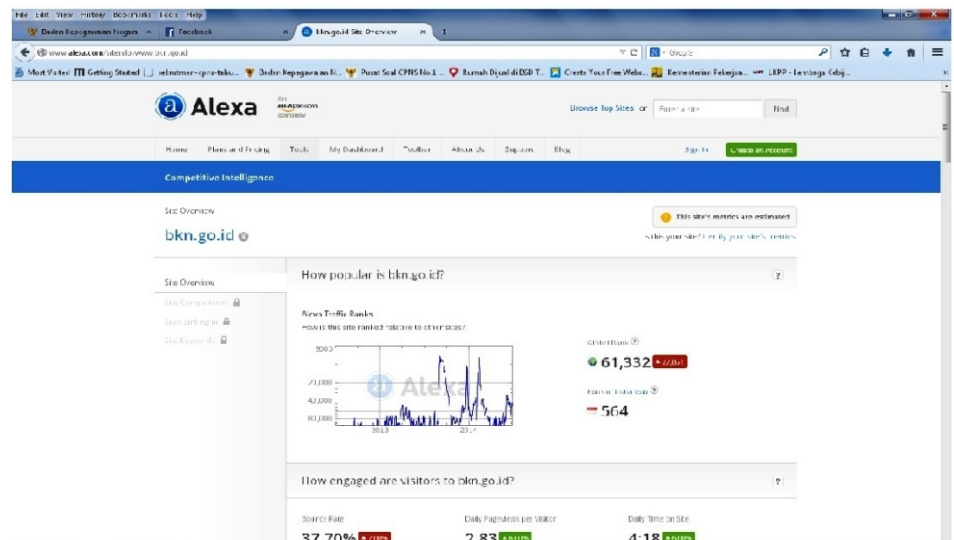 File Edit View History Bookmarks Tools Help
Badan Kepegawaian Negara
Facebook
bkn.go.id Site Overview
www.alexa.com/siteinfo/www.bkn.go.id
Google
Most Visited Getting Started Badan Kepegawaian N... Pusat Soal CPNS No.1 ... Rumah Dijual di BSD T... Create Your Free Webs... Kementerian Pekerjaa... LKPP - Lembaga Kebij...
Alexa
An amazon.com company
Browse Top Sites or Enter a site Find
Home Plans and Pricing Tools My Dashboard Toolbar About Us Support Blog Sign In Create an Account
Competitive Intelligence
Site Overview
This site's metrics are estimated
bkn.go.id
Is this your site? Verify your site's metrics.
Site Overview
Site Comparisons
Sites Linking In
Site Keywords
How popular is bkn.go.id?
?
Alexa Traffic Ranks
How is this site ranked relative to other sites?
Global Rank
61,332
Rank in Indonesia
564
Alexa
20,000
40,000
2013 2014
How engaged are visitors to bkn.go.id?
?
Bounce Rate Daily Pageviews per Visitor Daily Time on Site
37.70% 2.83 4:18